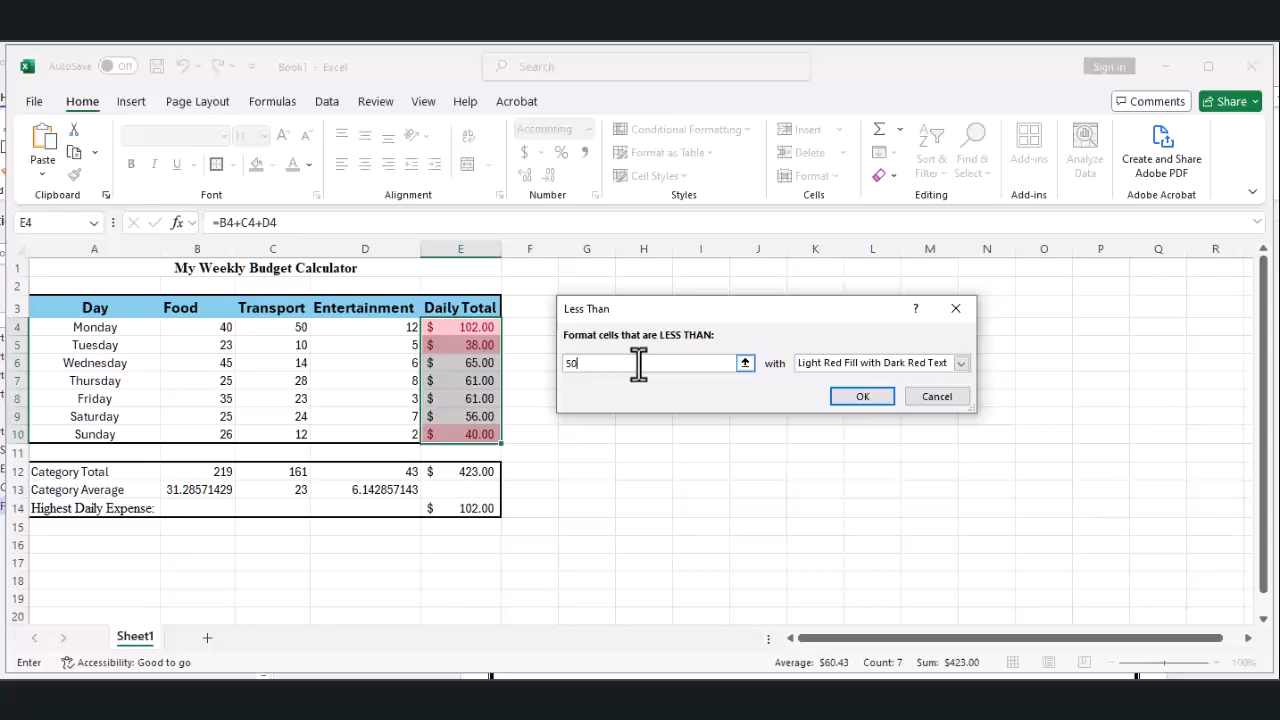 AutoSave Off Book1 - Excel Search Sign in
File Home Insert Page Layout Formulas Data Review View Help Acrobat Comments Share
Paste 11 A A Accounting Conditional Formatting Insert Sort & Filter Find & Select Add-ins Analyze Data Create and Share Adobe PDF
B I U A $ % , Format as Table Delete
Cell Styles Format
Clipboard Font Alignment Number Styles Cells Editing Add-ins Adobe Acrobat
E4 fx =B4+C4+D4
A B C D E F G H I J K L M N O P Q R
1 My Weekly Budget Calculator
2
3 Day Food Transport Entertainment Daily Total
4 Monday 40 50 12 $ 102.00
5 Tuesday 23 10 5 $ 38.00
6 Wednesday 45 14 6 $ 65.00
7 Thursday 25 28 8 $ 61.00
8 Friday 35 23 3 $ 61.00
9 Saturday 25 24 7 $ 56.00
10 Sunday 26 12 2 $ 40.00
11
12 Category Total 219 161 43 $ 423.00
13 Category Average 31.28571429 23 6.142857143
14 Highest Daily Expense: $ 102.00
15
16
17
18
19
20
Less Than ?
Format cells that are LESS THAN:
50 with Light Red Fill with Dark Red Text
OK Cancel
Sheet1
Enter Accessibility: Good to go Average: $60.43 Count: 7 Sum: $423.00 100%